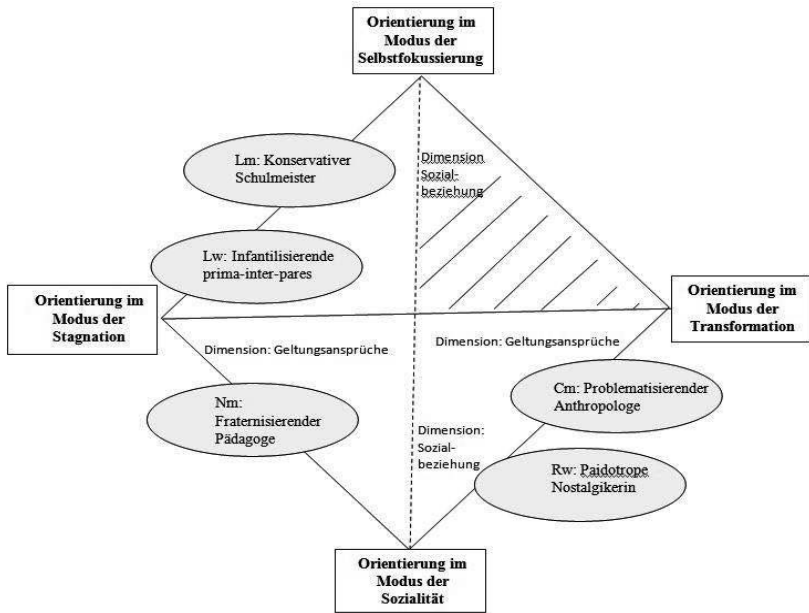 Orientierung im
Modus der
Selbstfokussierung
Lm: Konservativer
Schulmeister
Dimension
Sozial-
beziehung
Lw: Infantilisierende
prima-inter-pares
Orientierung im
Modus der
Stagnation
Orientierung im
Modus der
Transformation
Dimension: Geltungsansprüche
Dimension: Geltungsansprüche
Nm:
Fraternisierender
Pädagoge
Cm: Problematisierender
Anthropologe
Dimension:
Sozial-
beziehung
Rw: Paidotrope
Nostalgikerin
Orientierung im
Modus der
Sozialität